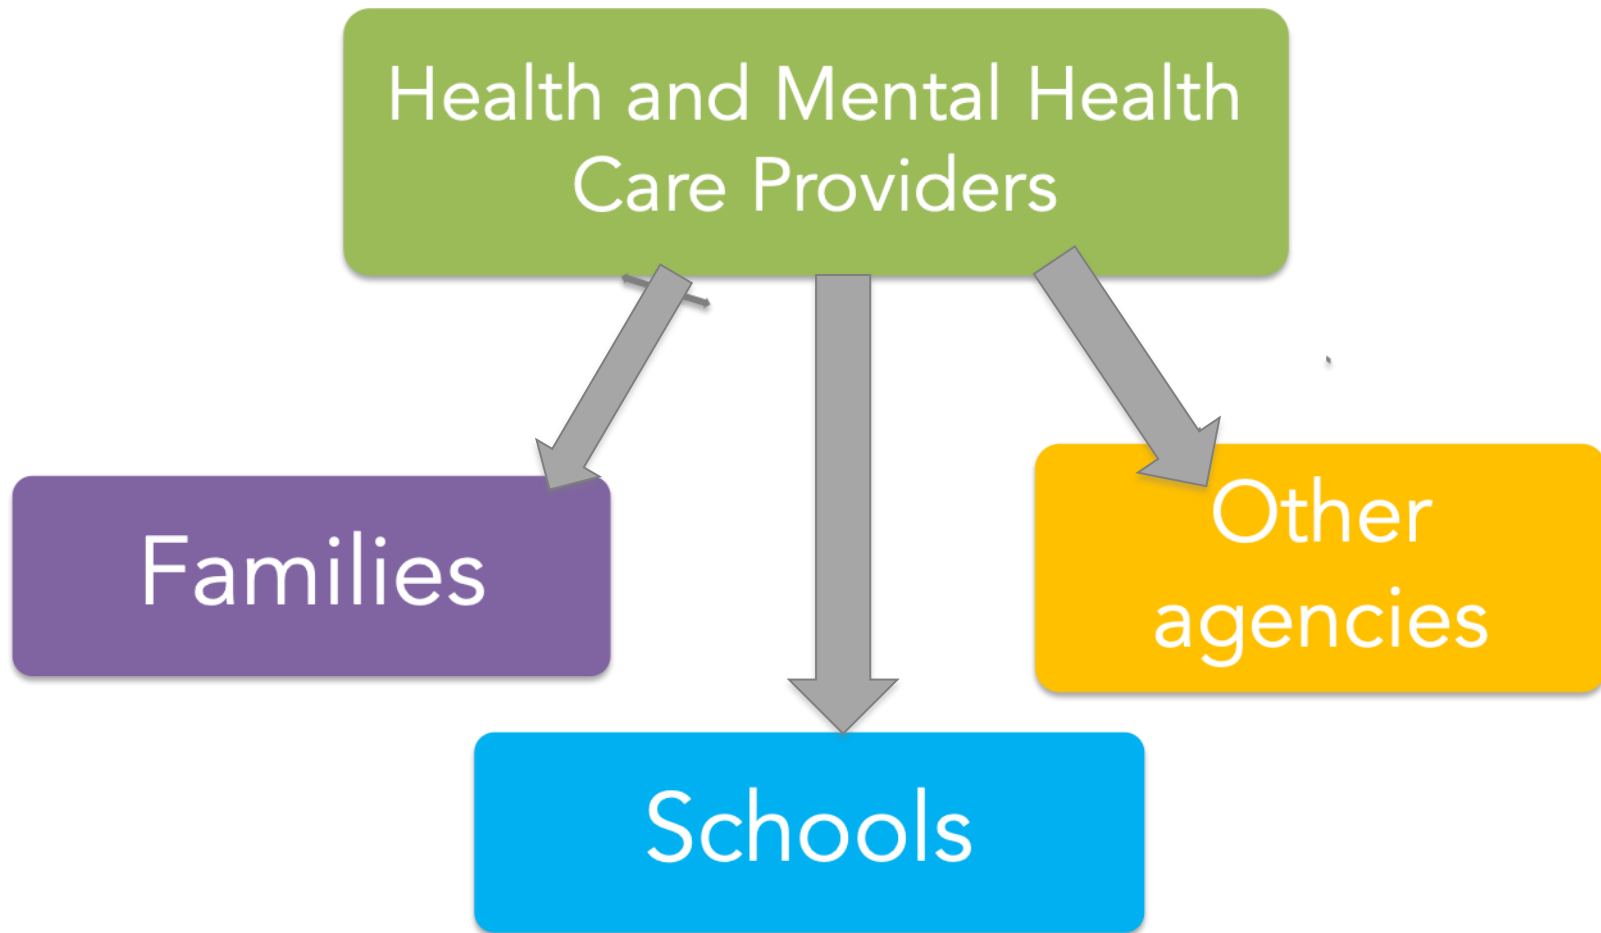 Health and Mental Health
Care Providers
Families
Other
agencies
Schools